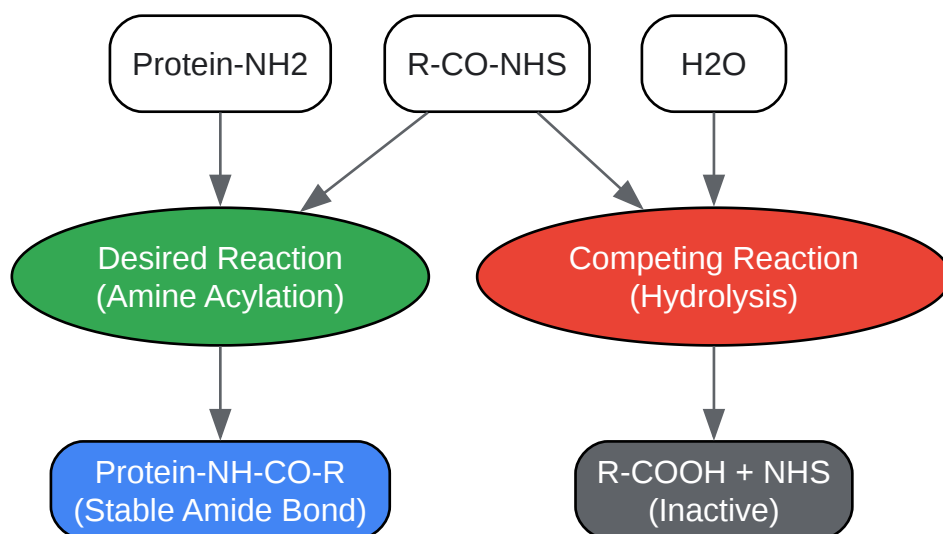 Protein-NH2
R-CO-NHS
H2O
Desired Reaction
(Amine Acylation)
Competing Reaction
(Hydrolysis)
Protein-NH-CO-R
(Stable Amide Bond)
R-COOH + NHS
(Inactive)